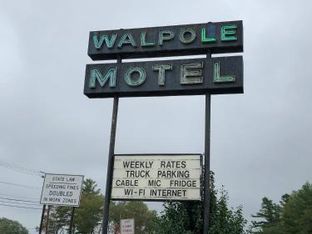 WALPOLE
MOTEL
WEEKLY RATES
TRUCK PARKING
CABLE MIC FRIDGE
WI-FI INTERNET
STATE LAW
SPEEDING FINES
DOUBLED
IN WORK ZONES